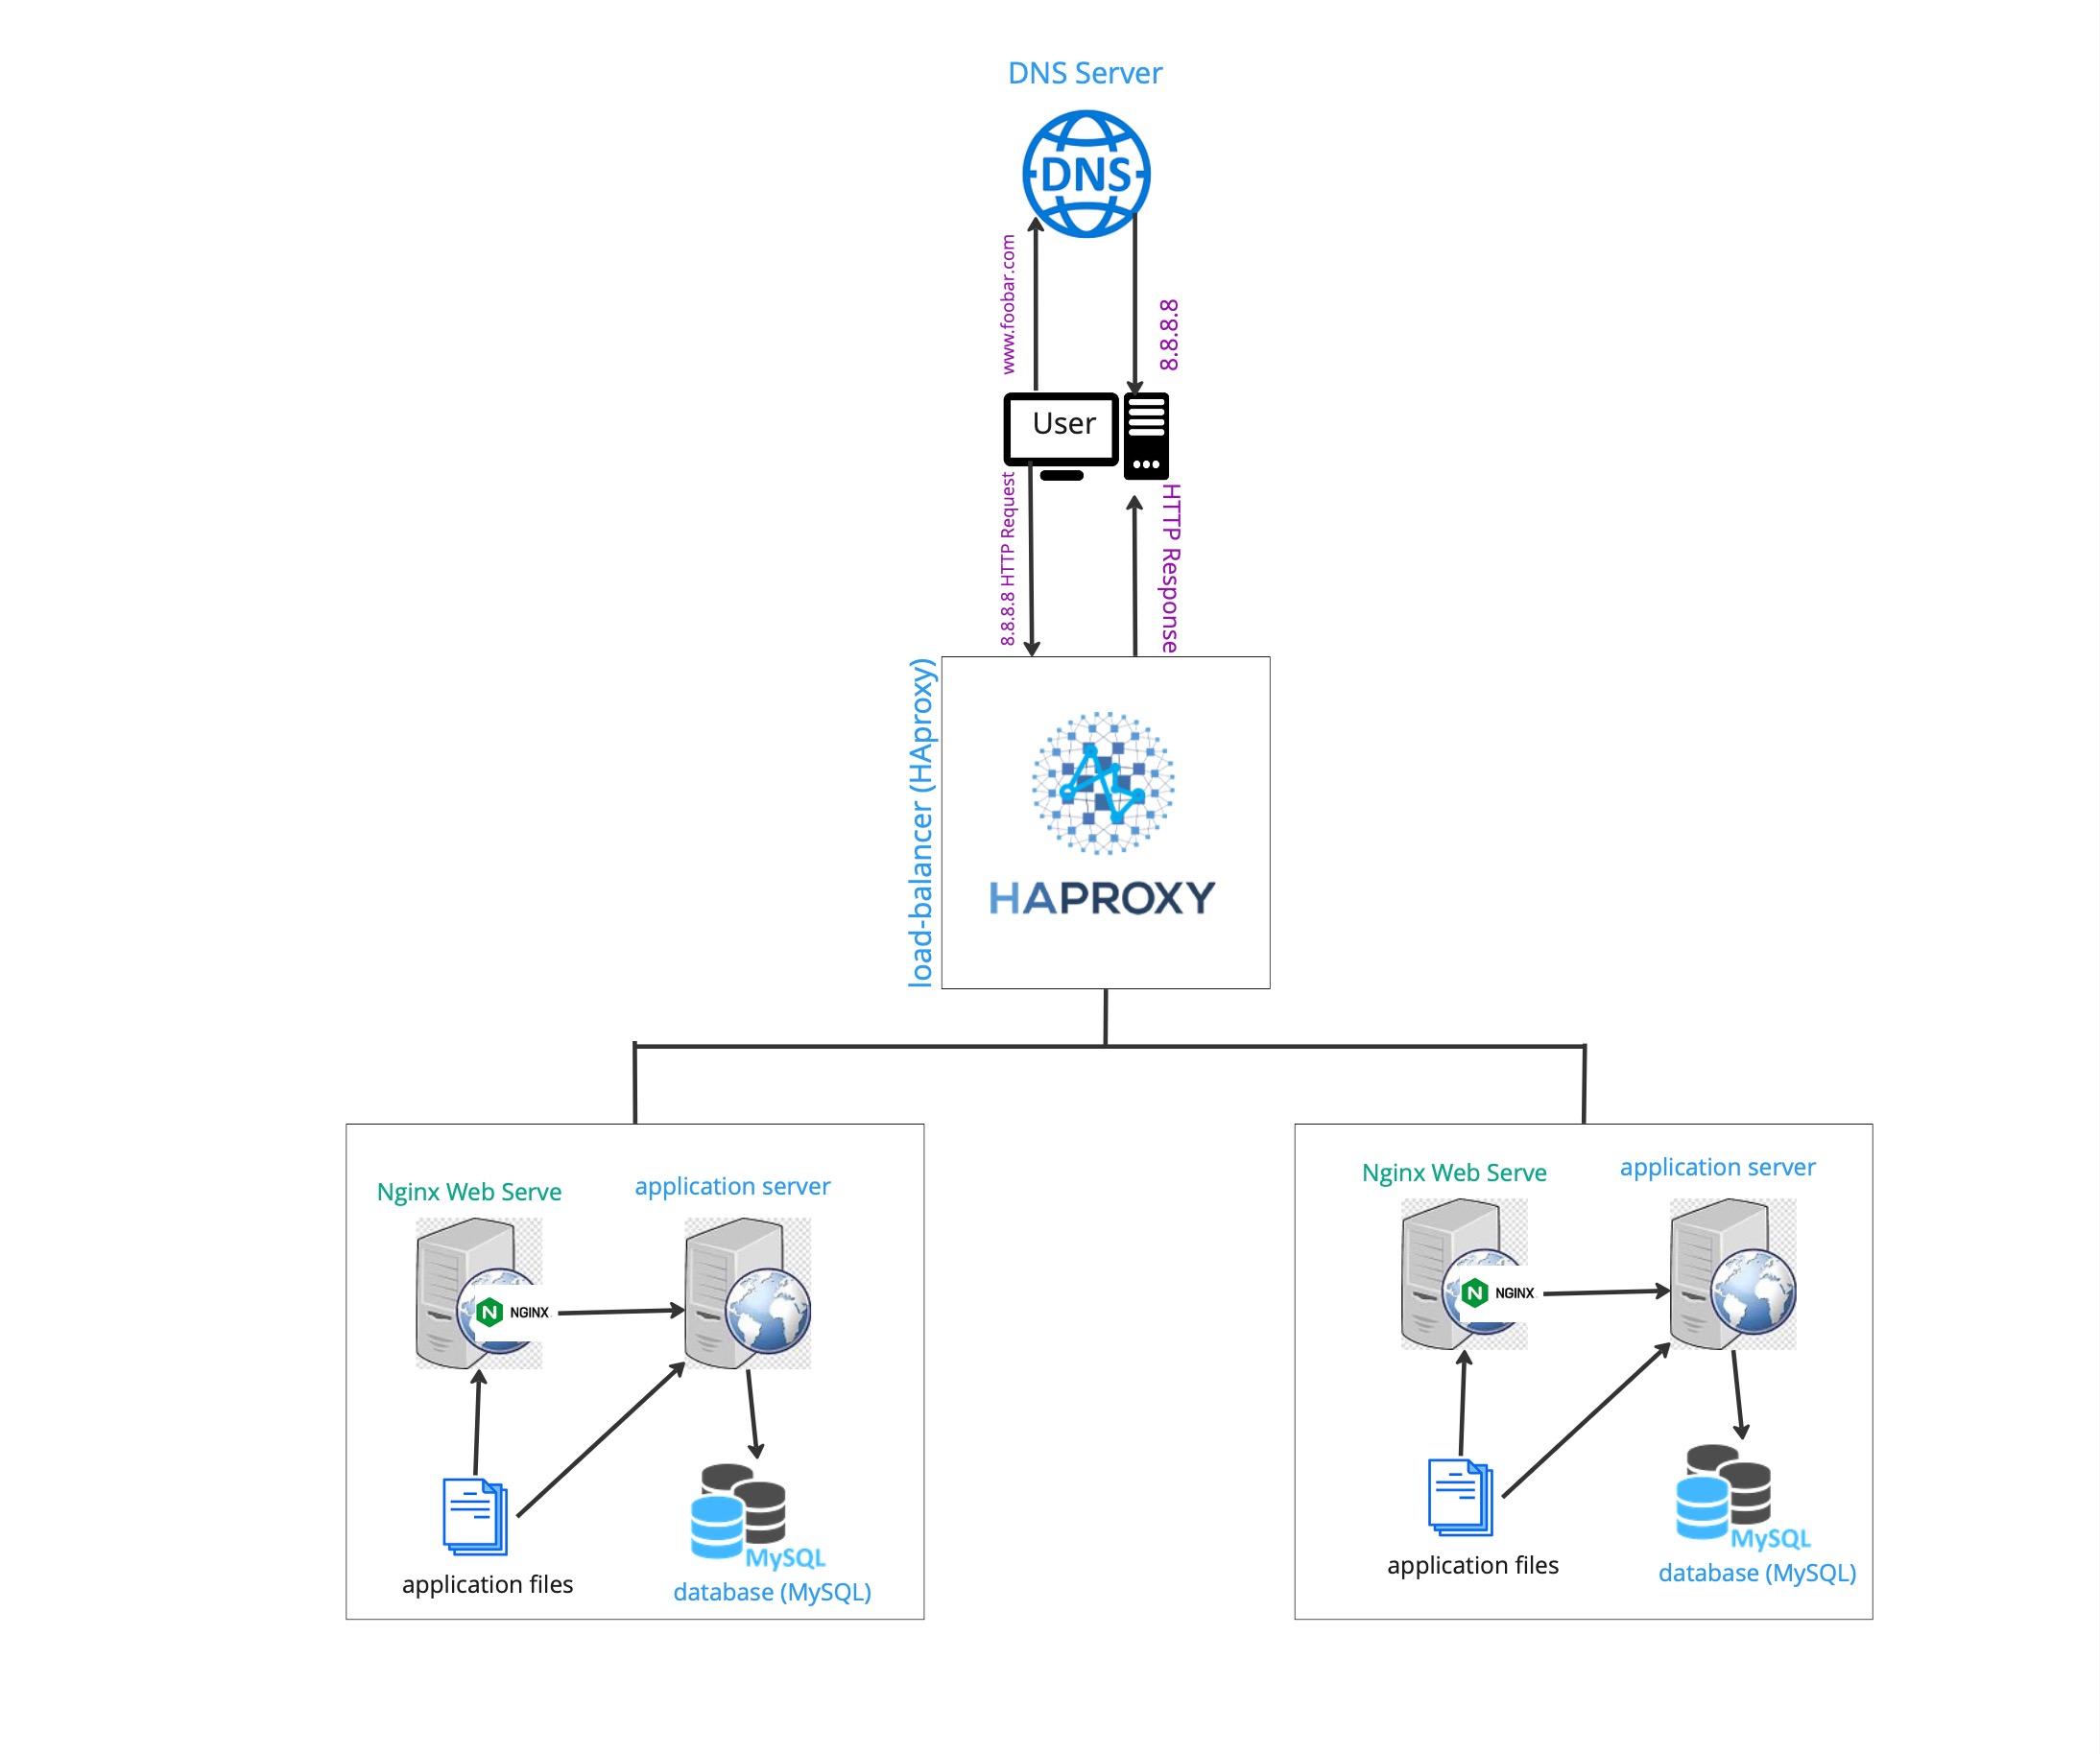 DNS Server
DNS
www.foobar.com
8.8.8.8
User
8.8.8.8 HTTP Request
HTTP Response
load-balancer (HAproxy)
HAPROXY
Nginx Web Serve
application server
NGINX
application files
MySQL
database (MySQL)
Nginx Web Serve
application server
NGINX
application files
MySQL
database (MySQL)